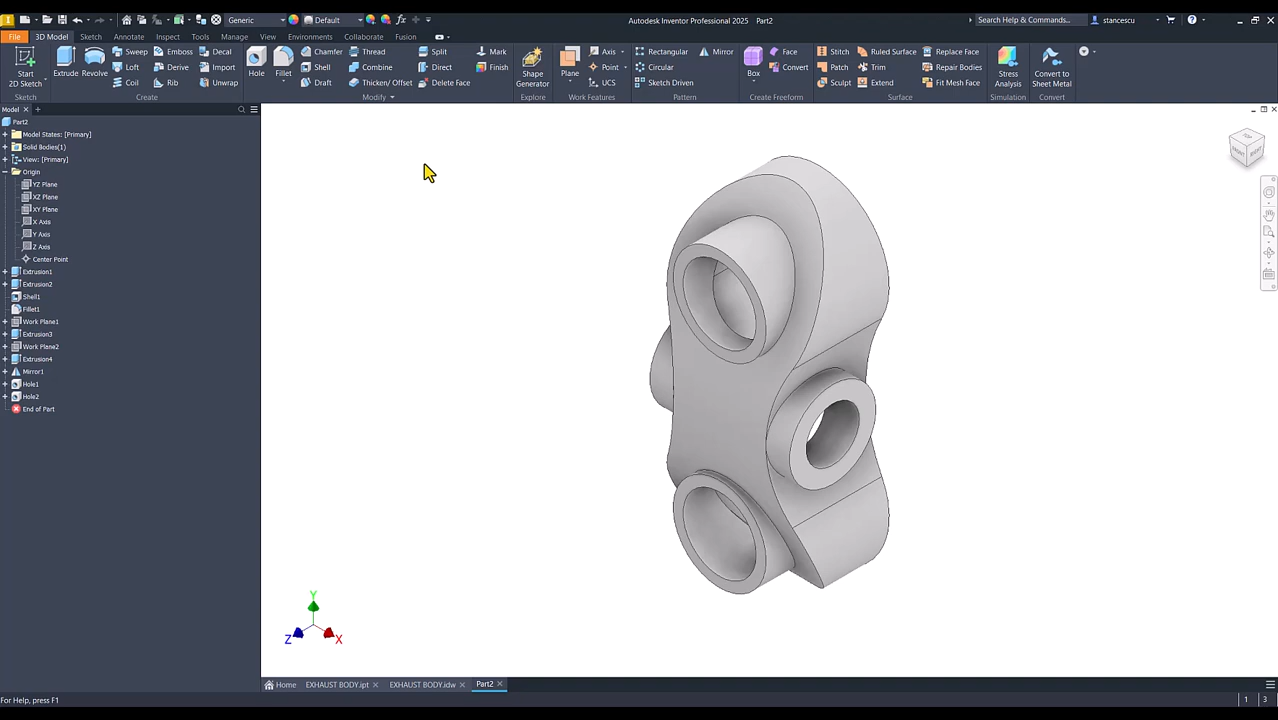 Generic
Default
Autodesk Inventor Professional 2025 Part2
Search Help & Commands...
stancescu
File
3D Model
Sketch
Annotate
Inspect
Tools
Manage
View
Environments
Collaborate
Fusion
Start
2D Sketch
Extrude
Revolve
Sweep
Emboss
Decal
Loft
Derive
Import
Coil
Rib
Unwrap
Hole
Fillet
Chamfer
Thread
Split
Mark
Shell
Combine
Direct
Finish
Draft
Thicken/ Offset
Delete Face
Shape
Generator
Plane
Axis
Point
UCS
Rectangular
Mirror
Circular
Sketch Driven
Box
Face
Convert
Stitch
Ruled Surface
Replace Face
Patch
Trim
Repair Bodies
Sculpt
Extend
Fit Mesh Face
Stress
Analysis
Convert to
Sheet Metal
Sketch
Create
Modify
Explore
Work Features
Pattern
Create Freeform
Surface
Simulation
Convert
Model
Part2
Model States: [Primary]
Solid Bodies(1)
View: [Primary]
Origin
YZ Plane
XZ Plane
XY Plane
X Axis
Y Axis
Z Axis
Center Point
Extrusion1
Extrusion2
Shell1
Fillet1
Work Plane1
Extrusion3
Work Plane2
Extrusion4
Mirror1
Hole1
Hole2
End of Part
TOP
FRONT
RIGHT
Y
Z
X
Home
EXHAUST BODY.ipt
EXHAUST BODY.idw
Part2
For Help, press F1
1
3